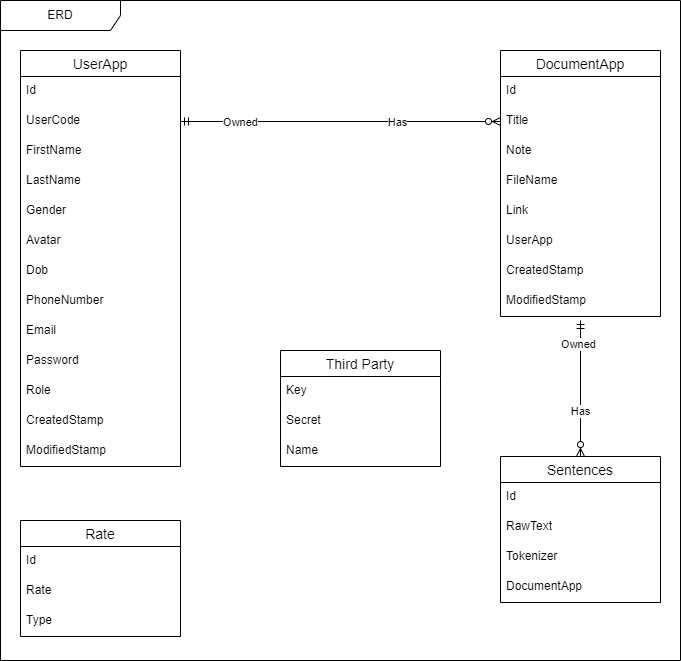 ERD
UserApp
Id
UserCode
FirstName
LastName
Gender
Avatar
Dob
PhoneNumber
Email
Password
Role
CreatedStamp
ModifiedStamp
Owned
Has
DocumentApp
Id
Title
Note
FileName
Link
UserApp
CreatedStamp
ModifiedStamp
Owned
Has
Third Party
Key
Secret
Name
Sentences
Id
RawText
Tokenizer
DocumentApp
Rate
Id
Rate
Type